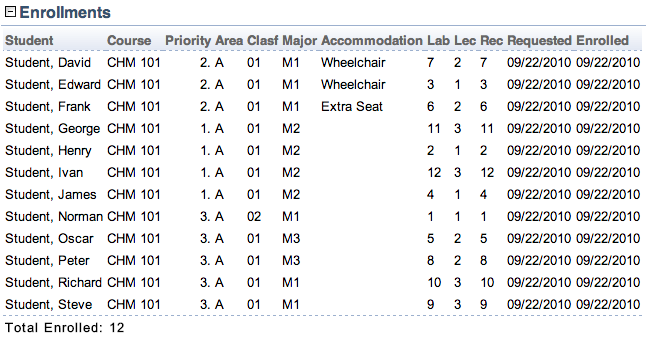 Enrollments
Student Course Priority Area Clasf Major Accommodation Lab Lec Rec Requested Enrolled
Student, David CHM 101 2. A 01 M1 Wheelchair 7 2 7 09/22/2010 09/22/2010
Student, Edward CHM 101 2. A 01 M1 Wheelchair 3 1 3 09/22/2010 09/22/2010
Student, Frank CHM 101 2. A 01 M1 Extra Seat 6 2 6 09/22/2010 09/22/2010
Student, George CHM 101 1. A 01 M2 11 3 11 09/22/2010 09/22/2010
Student, Henry CHM 101 1. A 01 M2 2 1 2 09/22/2010 09/22/2010
Student, Ivan CHM 101 1. A 01 M2 12 3 12 09/22/2010 09/22/2010
Student, James CHM 101 1. A 01 M2 4 1 4 09/22/2010 09/22/2010
Student, Norman CHM 101 3. A 02 M1 1 1 1 09/22/2010 09/22/2010
Student, Oscar CHM 101 3. A 01 M3 5 2 5 09/22/2010 09/22/2010
Student, Peter CHM 101 3. A 01 M3 8 2 8 09/22/2010 09/22/2010
Student, Richard CHM 101 3. A 01 M1 10 3 10 09/22/2010 09/22/2010
Student, Steve CHM 101 3. A 01 M1 9 3 9 09/22/2010 09/22/2010
Total Enrolled: 12